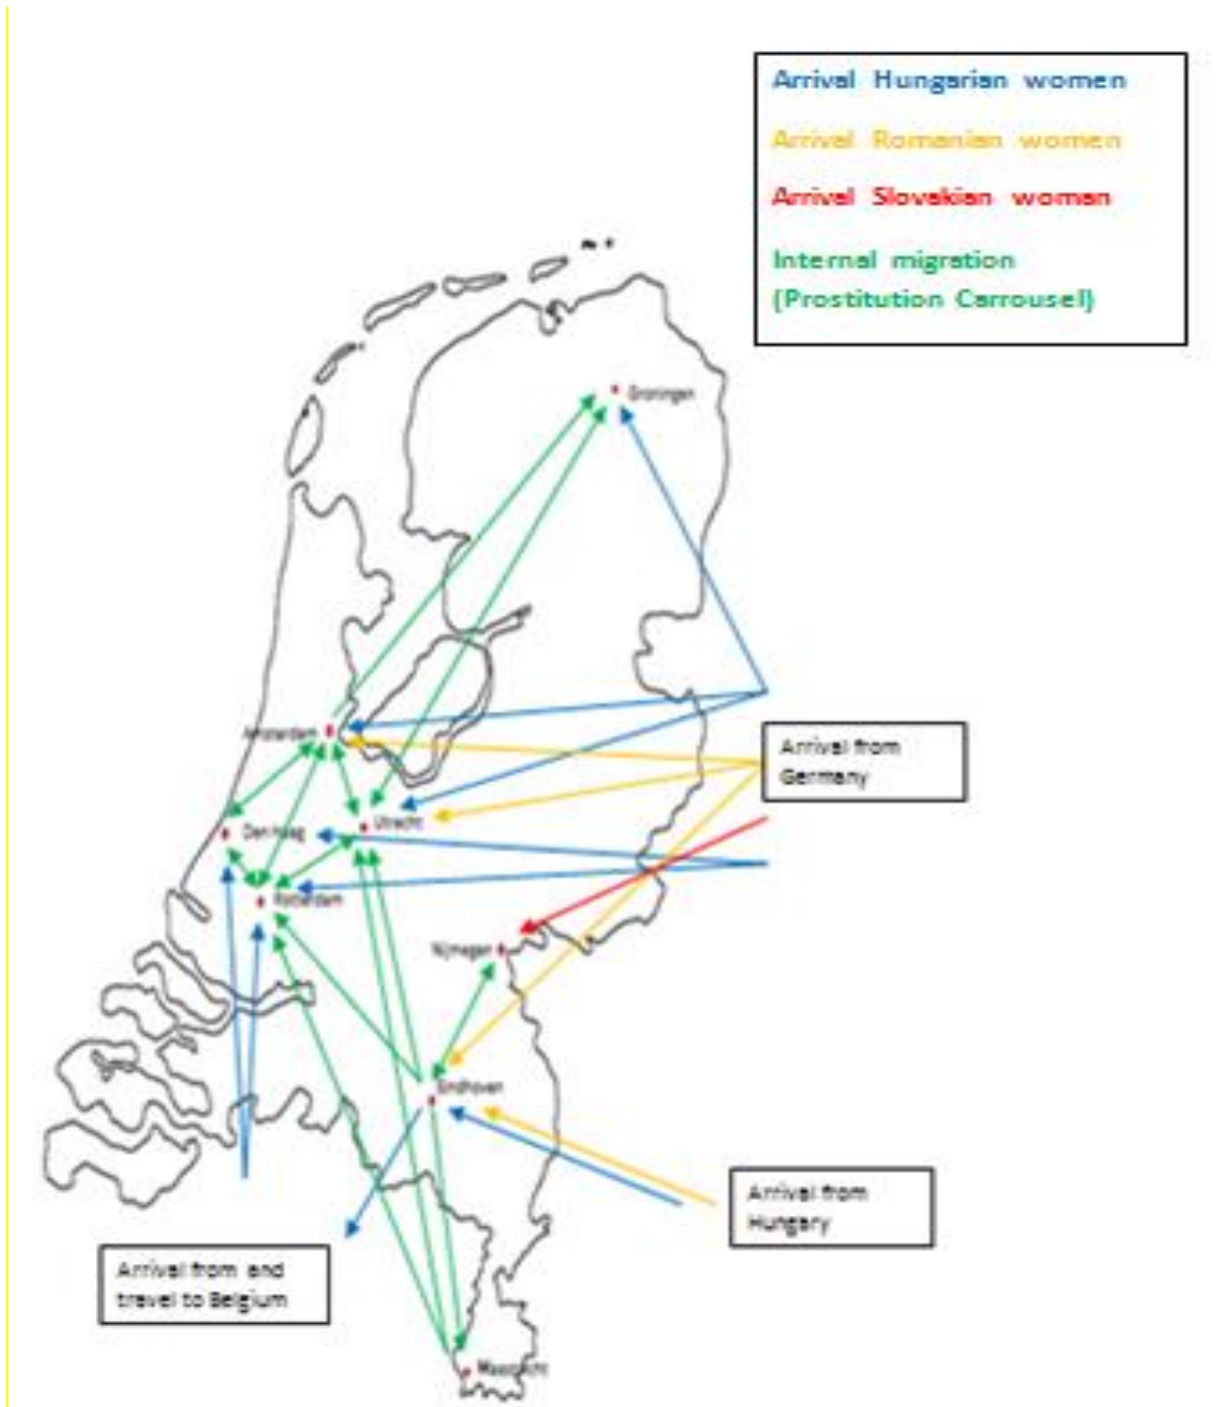 Arrival Hungarian women
Arrival Romanian women
Arrival Slovakian woman
Internal migration
(Prostitution Carrousel)
Groningen
Amsterdam
Arrival from
Germany
Utrecht
Den Haag
Rotterdam
Nijmegen
Eindhoven
Arrival from
Hungary
Arrival from and
travel to Belgium
Maastricht